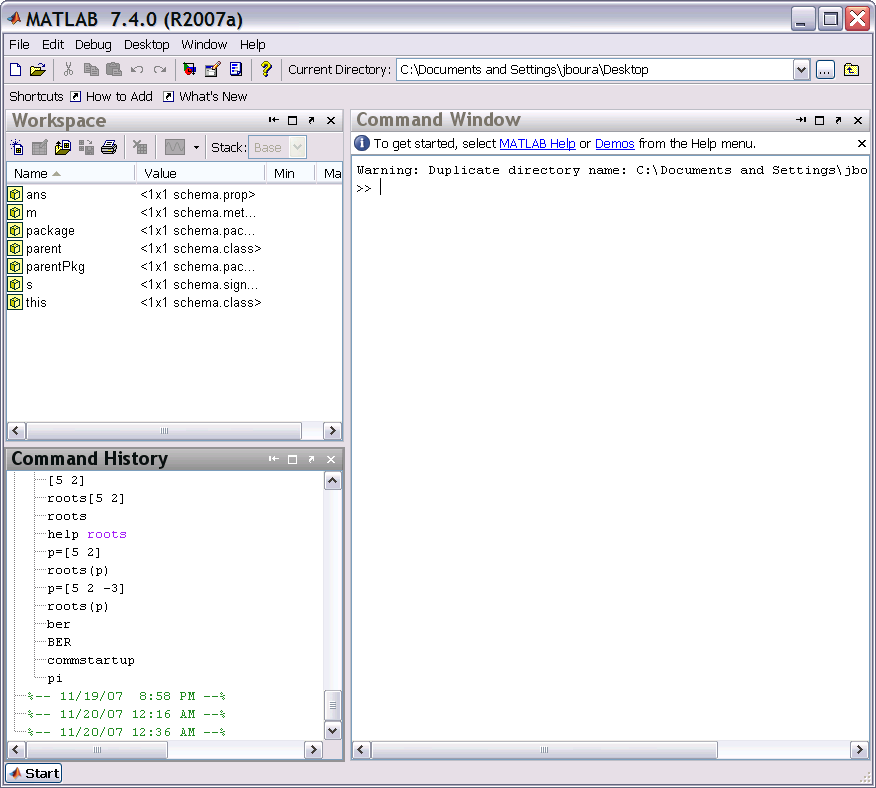 MATLAB 7.4.0 (R2007a)
File Edit Debug Desktop Window Help
Current Directory: C:\Documents and Settings\jboura\Desktop ...
Shortcuts How to Add What's New
Workspace
Stack: Base
Name Value Min Ma
ans <1x1 schema.prop>
m <1x1 schema.met...
package <1x1 schema.pac...
parent <1x1 schema.class>
parentPkg <1x1 schema.pac...
s <1x1 schema.sign...
this <1x1 schema.class>
Command History
[5 2]
roots[5 2]
roots
help roots
p=[5 2]
roots(p)
p=[5 2 -3]
roots(p)
ber
BER
commstartup
pi
%-- 11/19/07  8:58 PM --%
%-- 11/20/07 12:16 AM --%
%-- 11/20/07 12:36 AM --%
Command Window
To get started, select MATLAB Help or Demos from the Help menu.
Warning: Duplicate directory name: C:\Documents and Settings\jbo
>>
Start